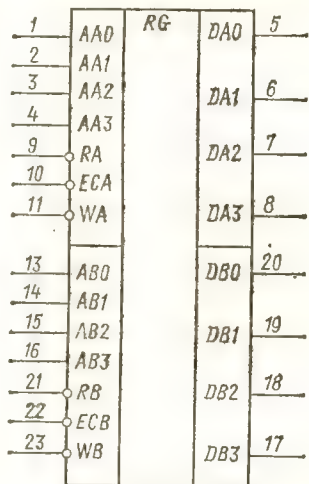 1 AA0 RG DA0 5
2 AA1
3 AA2 DA1 6
4 AA3
9 RA DA2 7
10 ECA
11 WA DA3 8
13 AB0 DB0 20
14 AB1
15 AB2 DB1 19
16 AB3
21 RB DB2 18
22 ECB
23 WB DB3 17